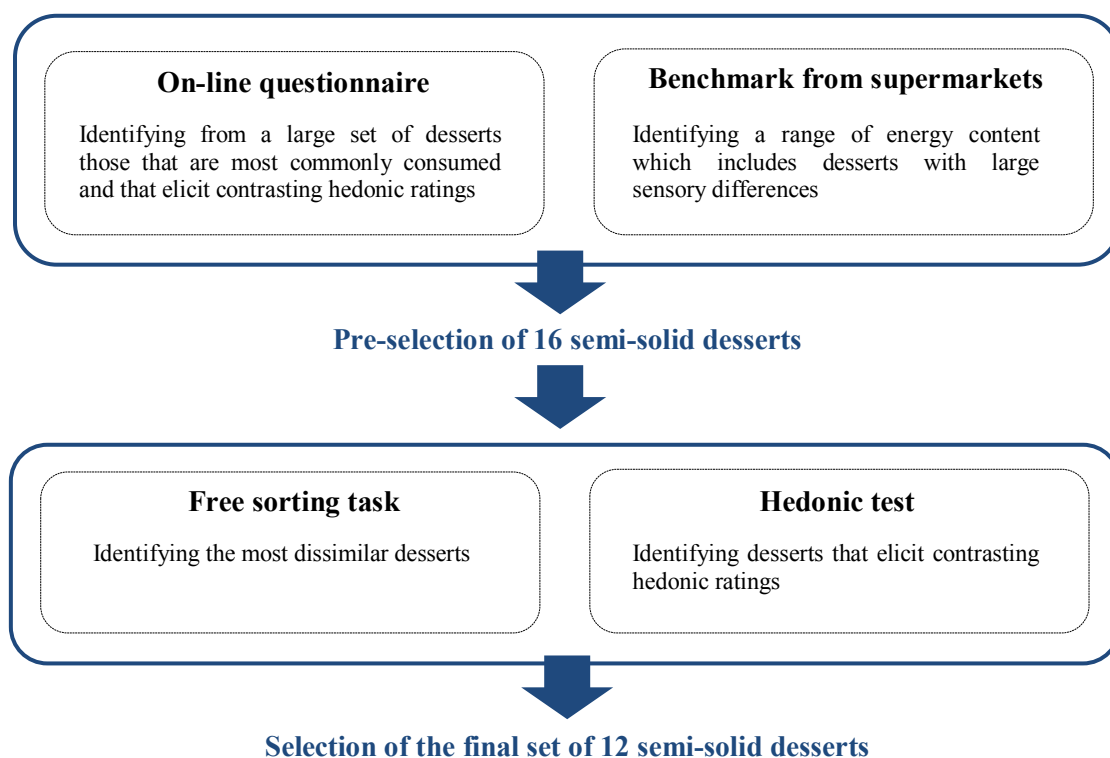 On-line questionnaire
Identifying from a large set of desserts
those that are most commonly consumed
and that elicit contrasting hedonic ratings
Benchmark from supermarkets
Identifying a range of energy content
which includes desserts with large
sensory differences
Pre-selection of 16 semi-solid desserts
Free sorting task
Identifying the most dissimilar desserts
Hedonic test
Identifying desserts that elicit contrasting
hedonic ratings
Selection of the final set of 12 semi-solid desserts